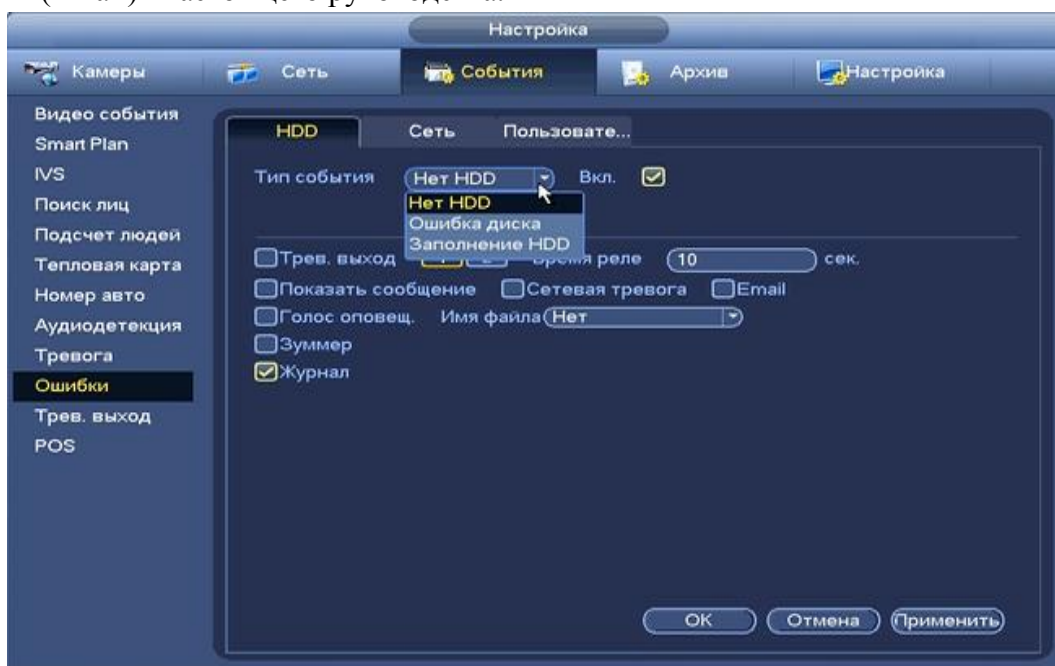 Настройка
Камеры Сеть События Архив Настройка
Видео события
Smart Plan
IVS
Поиск лиц
Подсчет людей
Тепловая карта
Номер авто
Аудиодетекция
Тревога
Ошибки
Трев. выход
POS
HDD Сеть Пользовате...
Тип события Нет HDD Вкл.
Нет HDD
Ошибка диска
Заполнение HDD
Трев. выход реле 10 сек.
Показать сообщение Сетевая тревога Email
Голос оповещ. Имя файла Нет
Зуммер
Журнал
OK Отмена Применить